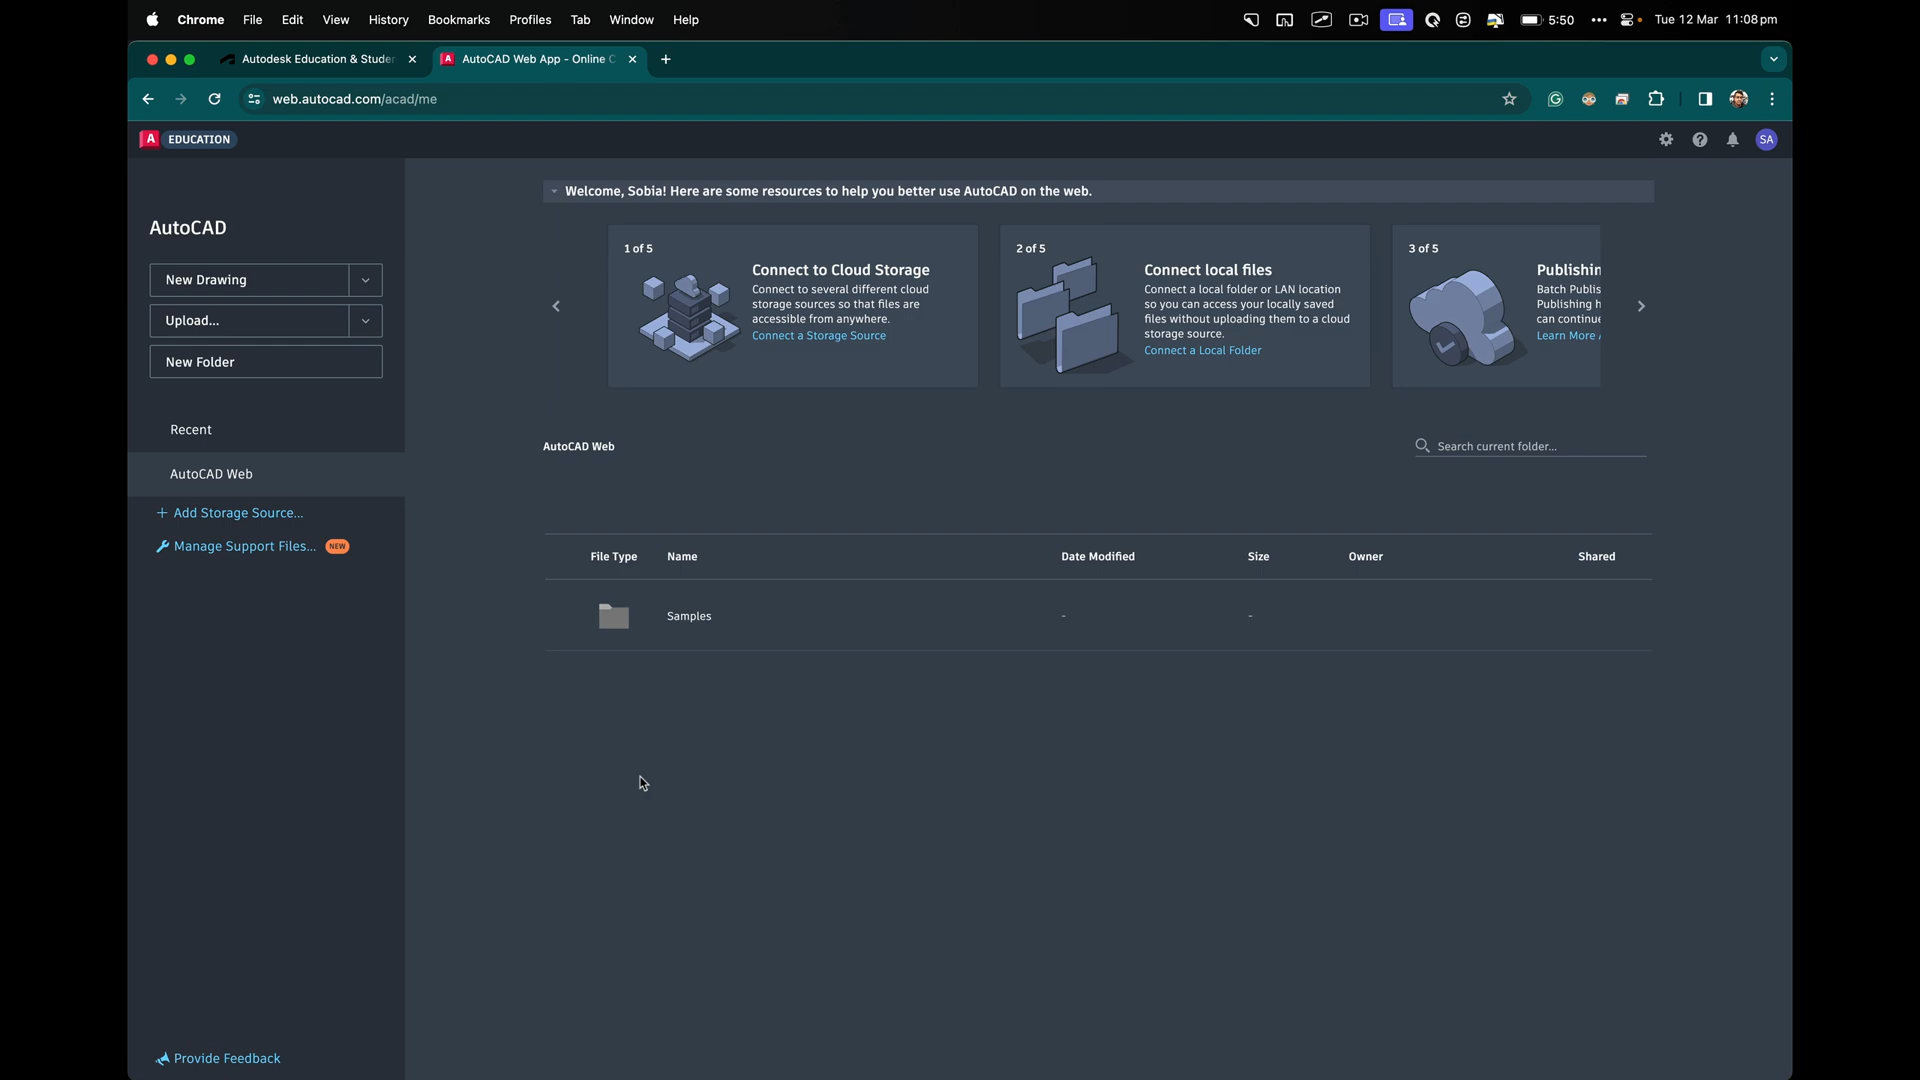 Chrome File Edit View History Bookmarks Profiles Tab Window Help 5:50 Tue 12 Mar 11:08 pm
Autodesk Education & Studen AutoCAD Web App - Online C
web.autocad.com/acad/me
A EDUCATION SA
Welcome, Sobia! Here are some resources to help you better use AutoCAD on the web.
AutoCAD
New Drawing
Upload...
New Folder
Recent
AutoCAD Web
+ Add Storage Source...
Manage Support Files... NEW
Provide Feedback
1 of 5
Connect to Cloud Storage
Connect to several different cloud
storage sources so that files are
accessible from anywhere.
Connect a Storage Source
2 of 5
Connect local files
Connect a local folder or LAN location
so you can access your locally saved
files without uploading them to a cloud
storage source.
Connect a Local Folder
3 of 5
Publishin
Batch Publis
Publishing h
can continue
Learn More
AutoCAD Web
Search current folder...
File Type Name Date Modified Size Owner Shared
Samples - -